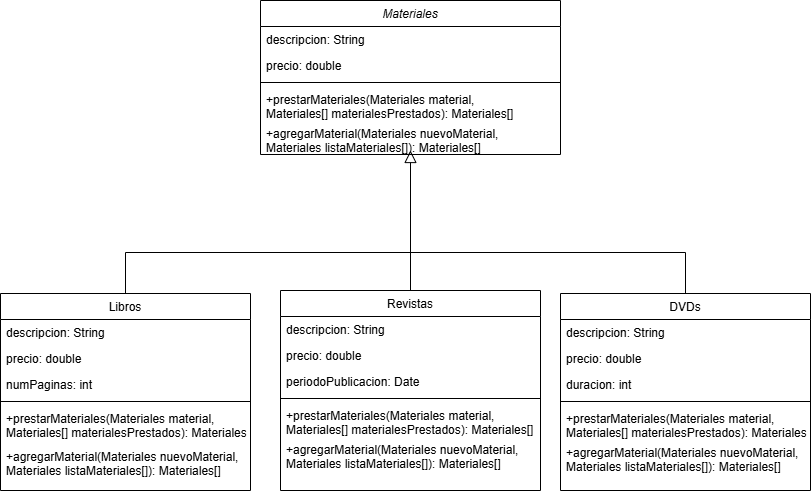 Materiales
descripcion: String
precio: double
+prestarMateriales(Materiales material,
Materiales[] materialesPrestados): Materiales[]
+agregarMaterial(Materiales nuevoMaterial,
Materiales listaMateriales[]): Materiales[]
Libros
descripcion: String
precio: double
numPaginas: int
+prestarMateriales(Materiales material,
Materiales[] materialesPrestados): Materiales
+agregarMaterial(Materiales nuevoMaterial,
Materiales listaMateriales[]): Materiales[]
Revistas
descripcion: String
precio: double
periodoPublicacion: Date
+prestarMateriales(Materiales material,
Materiales[] materialesPrestados): Materiales[]
+agregarMaterial(Materiales nuevoMaterial,
Materiales listaMateriales[]): Materiales[]
DVDs
descripcion: String
precio: double
duracion: int
+prestarMateriales(Materiales material,
Materiales[] materialesPrestados): Materiales
+agregarMaterial(Materiales nuevoMaterial,
Materiales listaMateriales[]): Materiales[]